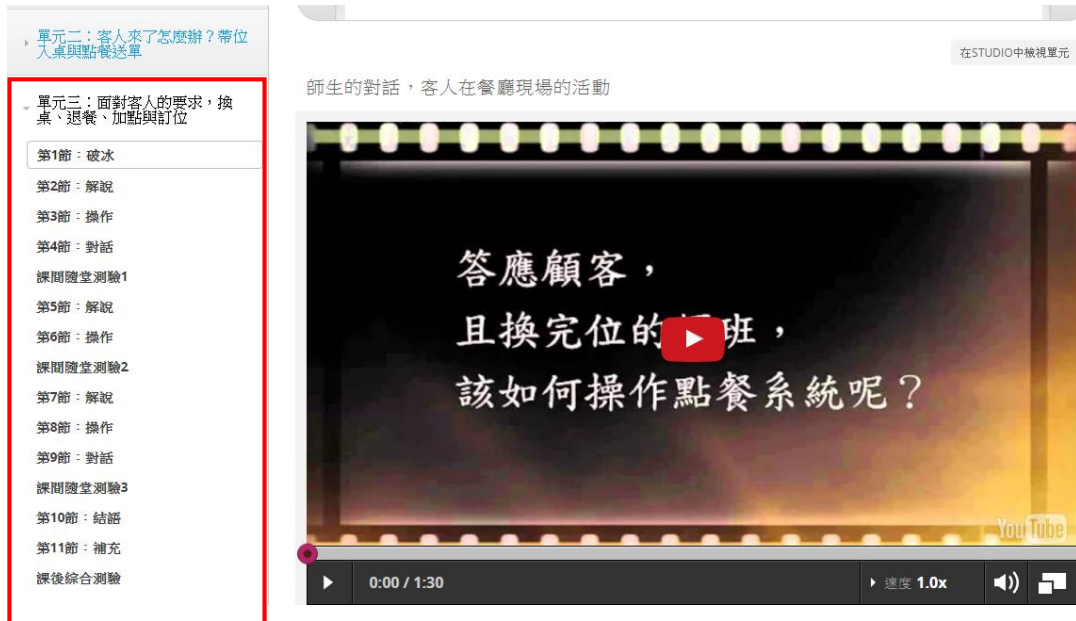 單元二：客人來了怎麼辦？帶位
入桌與點餐送單
單元三：面對客人的要求，換
桌、退餐、加點與訂位
第1節：破冰
第2節：解說
第3節：操作
第4節：對話
課間隨堂測驗1
第5節：解說
第6節：操作
課間隨堂測驗2
第7節：解說
第8節：操作
第9節：對話
課間隨堂測驗3
第10節：結語
第11節：補充
課後綜合測驗
在STUDIO中檢視單元
師生的對話，客人在餐廳現場的活動
答應顧客，
且換完位的 班，
該如何操作點餐系統呢？
YouTube
0:00 / 1:30
速度 1.0x